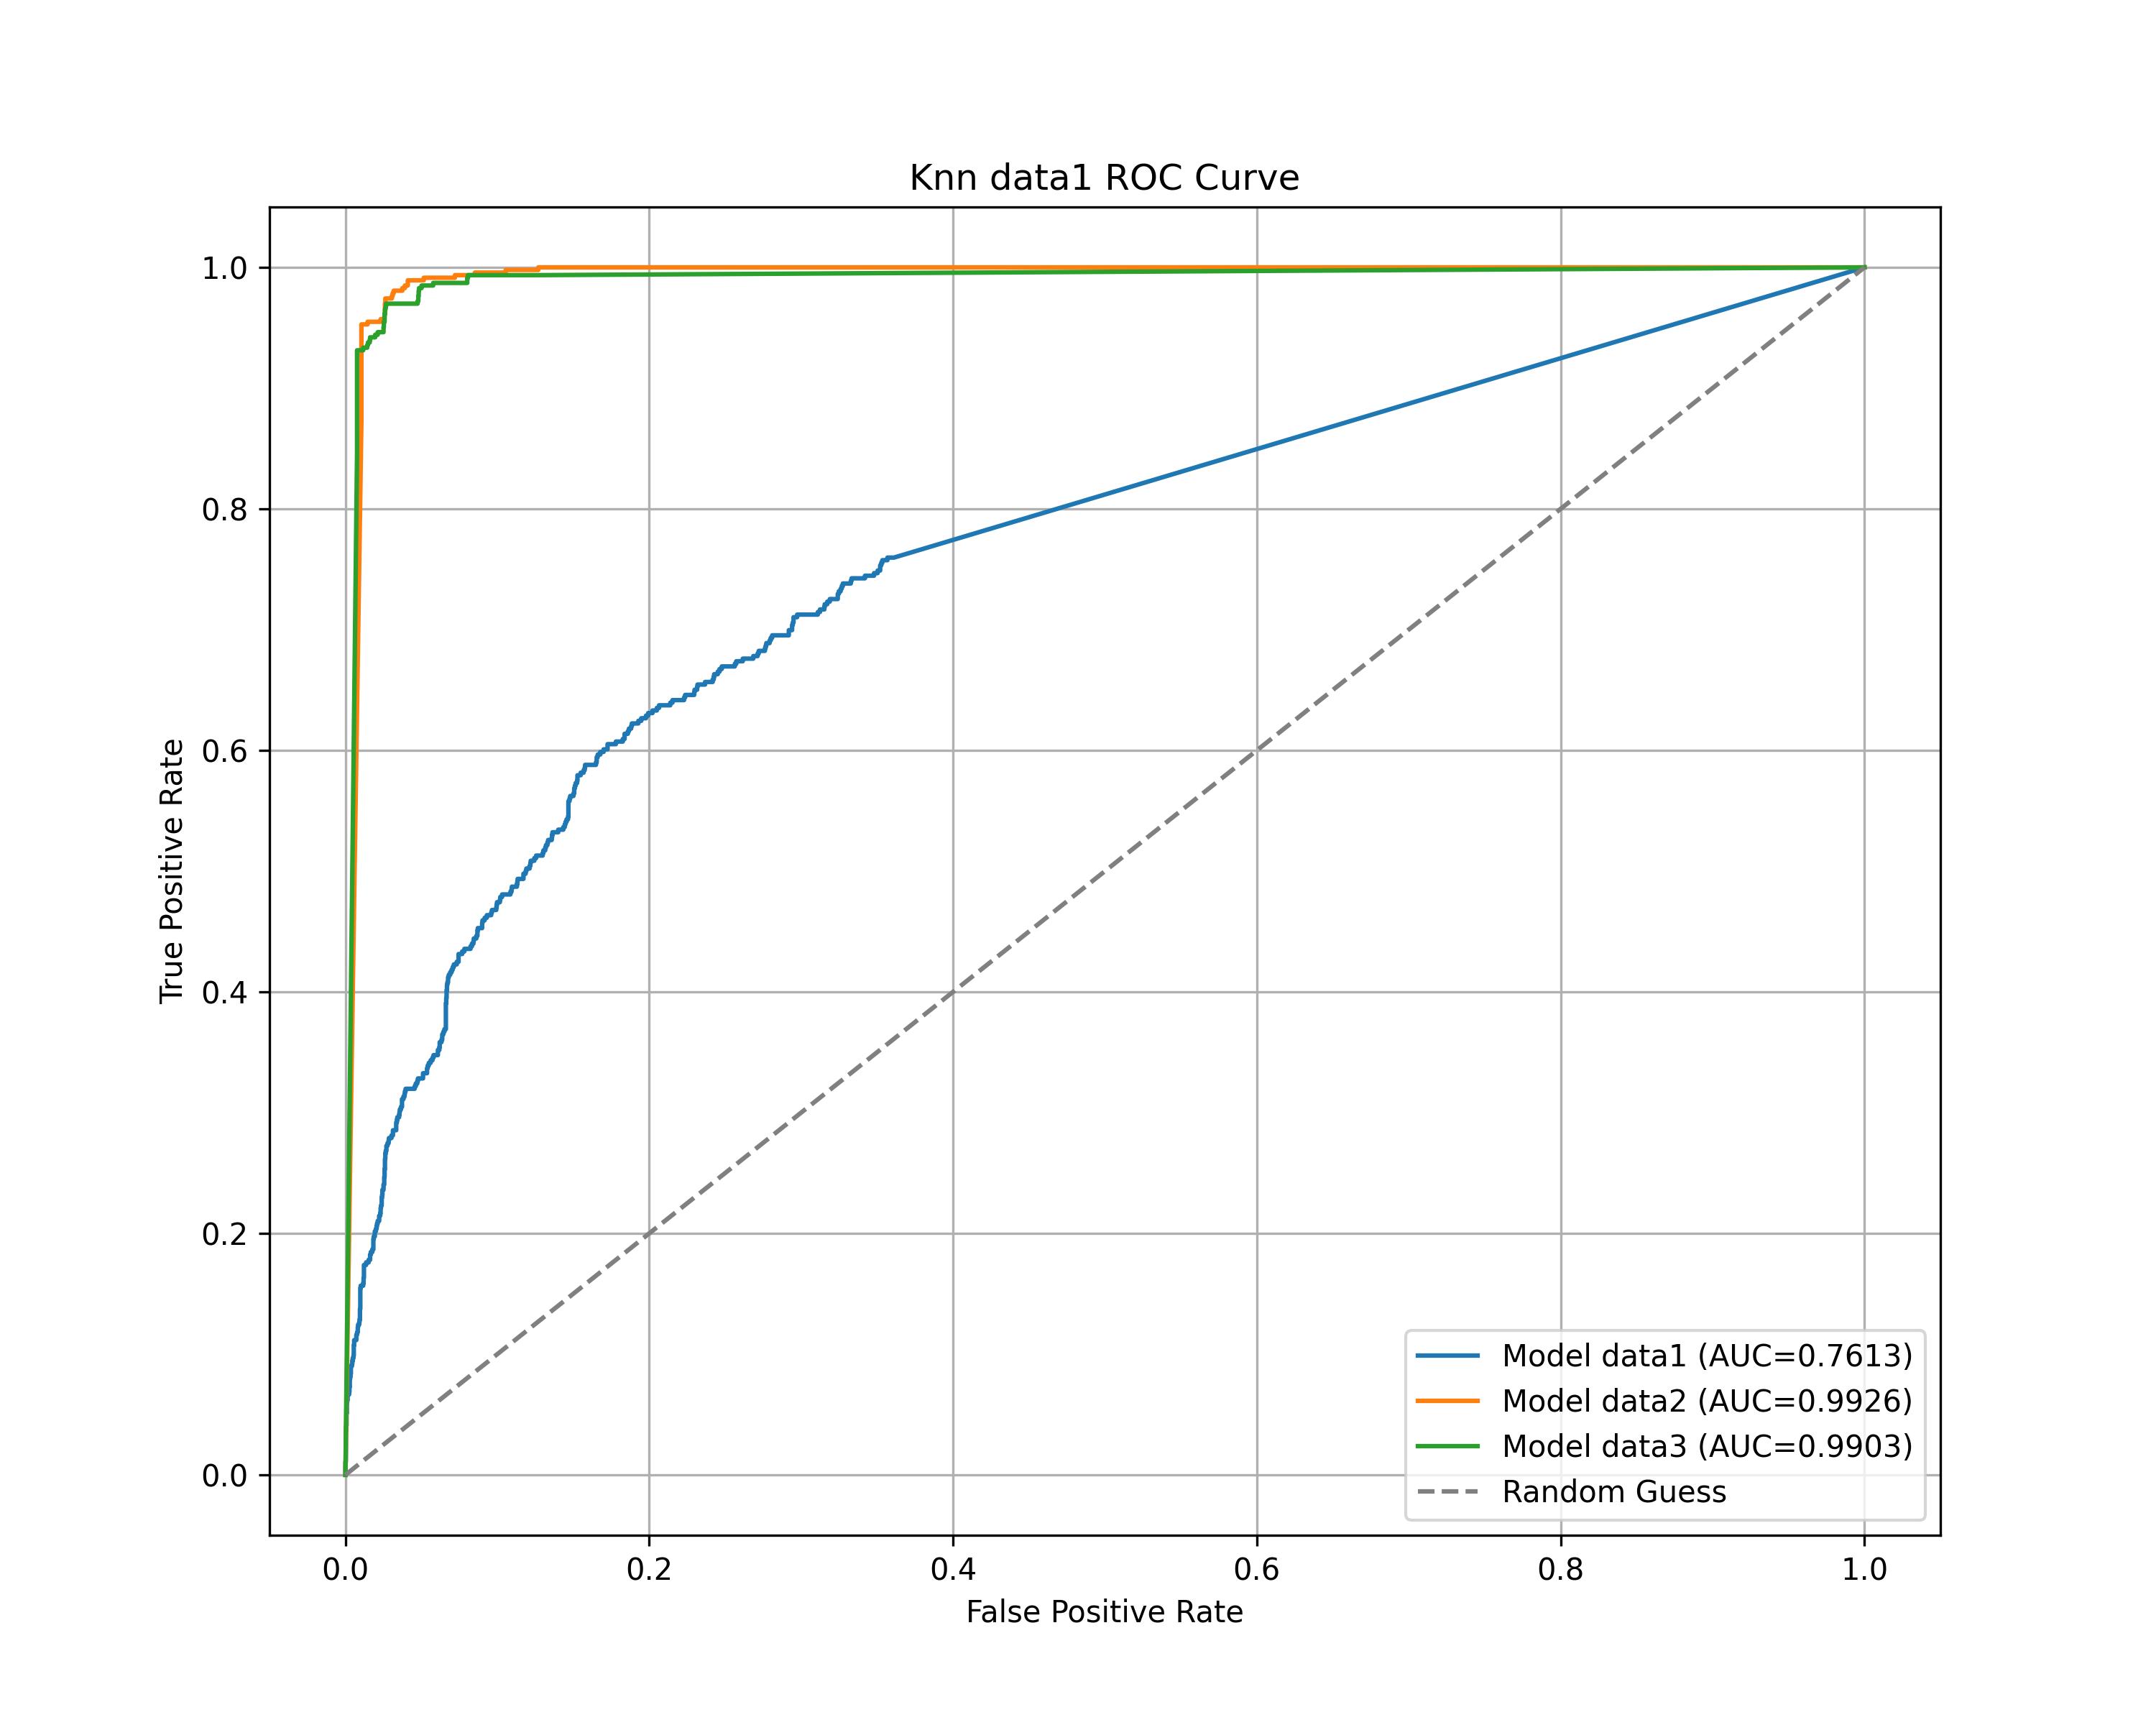 Knn data1 ROC Curve
True Positive Rate
1.0
0.8
0.6
0.4
0.2
0.0
0.0 0.2 0.4 0.6 0.8 1.0
False Positive Rate
Model data1 (AUC=0.7613)
Model data2 (AUC=0.9926)
Model data3 (AUC=0.9903)
Random Guess